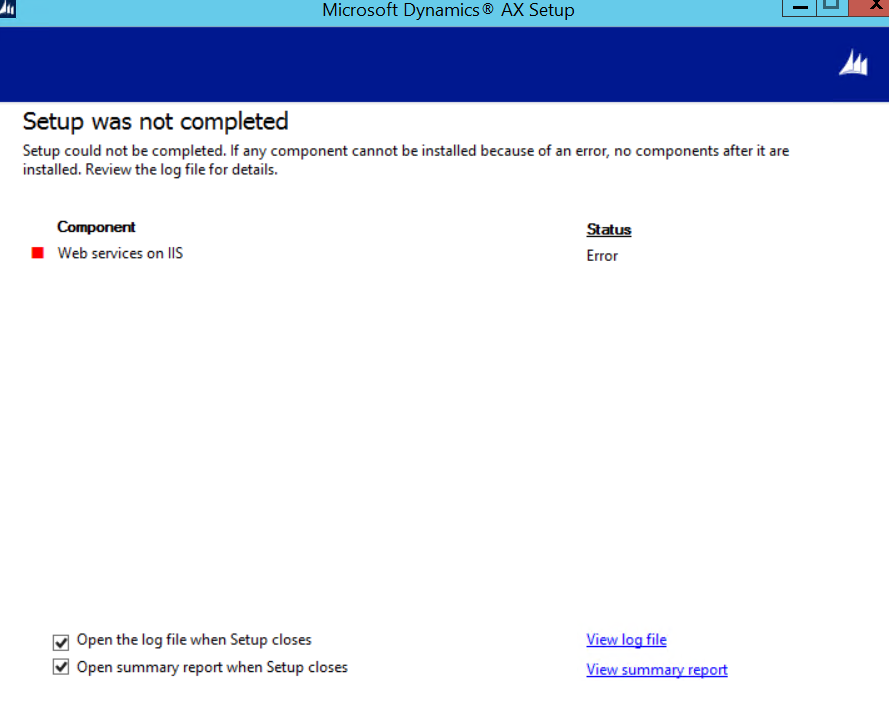 Microsoft Dynamics® AX Setup
Setup was not completed
Setup could not be completed. If any component cannot be installed because of an error, no components after it are
installed. Review the log file for details.
Component Status
Web services on IIS Error
Open the log file when Setup closes View log file
Open summary report when Setup closes View summary report